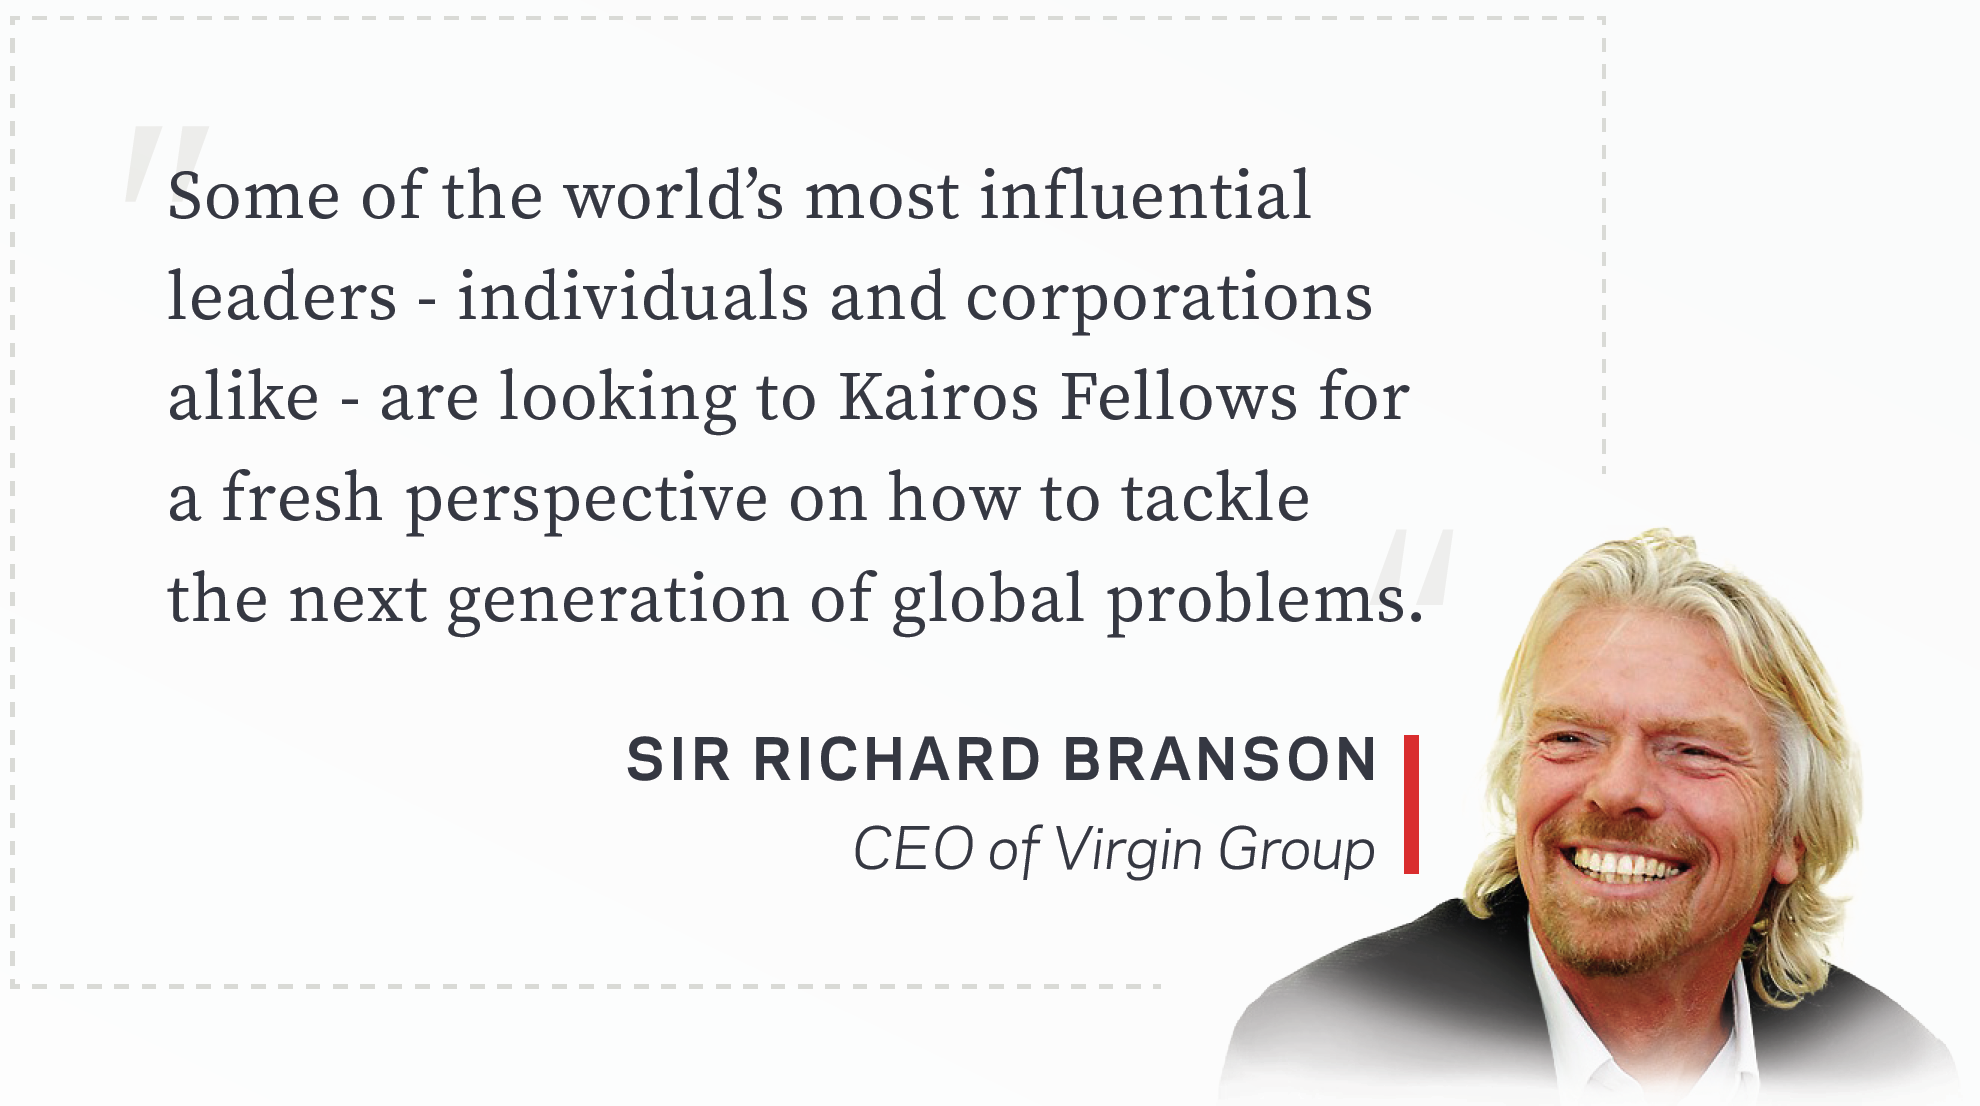 "Some of the world’s most influential
leaders - individuals and corporations
alike - are looking to Kairos Fellows for
a fresh perspective on how to tackle
the next generation of global problems."
SIR RICHARD BRANSON
CEO of Virgin Group